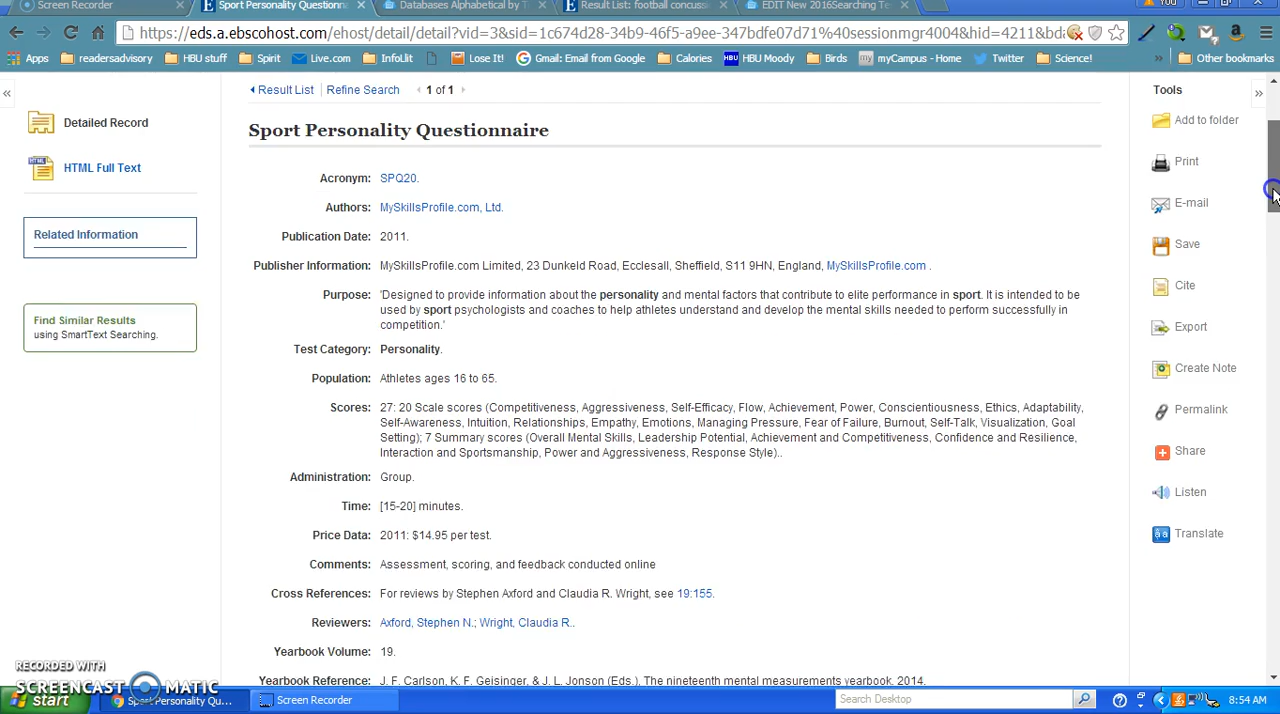 Screen Recorder
Sport Personality Questionn
Databases Alphabetical by T
Result List: football concuss
EDIT New 2016Searching Te
You
https://eds.a.ebscohost.com/ehost/detail/detail?vid=3&sid=1c674d28-34b9-46f5-a9ee-347bdfe07d71%40sessionmgr4004&hid=4211&bd
Apps readersadvisory HBU stuff Spirit Live.com InfoLit Lose It! Gmail: Email from Google Calories HBU Moody Birds myCampus - Home Twitter Science! » Other bookmarks
«
Result List Refine Search 1 of 1
Tools
»
Detailed Record
HTML Full Text
Related Information
Find Similar Results
using SmartText Searching.
Sport Personality Questionnaire
Acronym: SPQ20.
Authors: MySkillsProfile.com, Ltd.
Publication Date: 2011.
Publisher Information: MySkillsProfile.com Limited, 23 Dunkeld Road, Ecclesall, Sheffield, S11 9HN, England, MySkillsProfile.com .
Purpose: 'Designed to provide information about the personality and mental factors that contribute to elite performance in sport. It is intended to be
used by sport psychologists and coaches to help athletes understand and develop the mental skills needed to perform successfully in
competition.'
Test Category: Personality.
Population: Athletes ages 16 to 65.
Scores: 27: 20 Scale scores (Competitiveness, Aggressiveness, Self-Efficacy, Flow, Achievement, Power, Conscientiousness, Ethics, Adaptability,
Self-Awareness, Intuition, Relationships, Empathy, Emotions, Managing Pressure, Fear of Failure, Burnout, Self-Talk, Visualization, Goal
Setting); 7 Summary scores (Overall Mental Skills, Leadership Potential, Achievement and Competitiveness, Confidence and Resilience,
Interaction and Sportsmanship, Power and Aggressiveness, Response Style)..
Administration: Group.
Time: [15-20] minutes.
Price Data: 2011: $14.95 per test.
Comments: Assessment, scoring, and feedback conducted online
Cross References: For reviews by Stephen Axford and Claudia R. Wright, see 19:155.
Reviewers: Axford, Stephen N.; Wright, Claudia R..
Yearbook Volume: 19.
Yearbook Reference: J. F. Carlson, K. F. Geisinger, & J. L. Jonson (Eds.), The nineteenth mental measurements yearbook. 2014.
Add to folder
Print
E-mail
Save
Cite
Export
Create Note
Permalink
Share
Listen
Translate
RECORDED WITH
SCREENCAST MATIC
start
Sport Personality Qu...
Screen Recorder
Search Desktop
8:54 AM